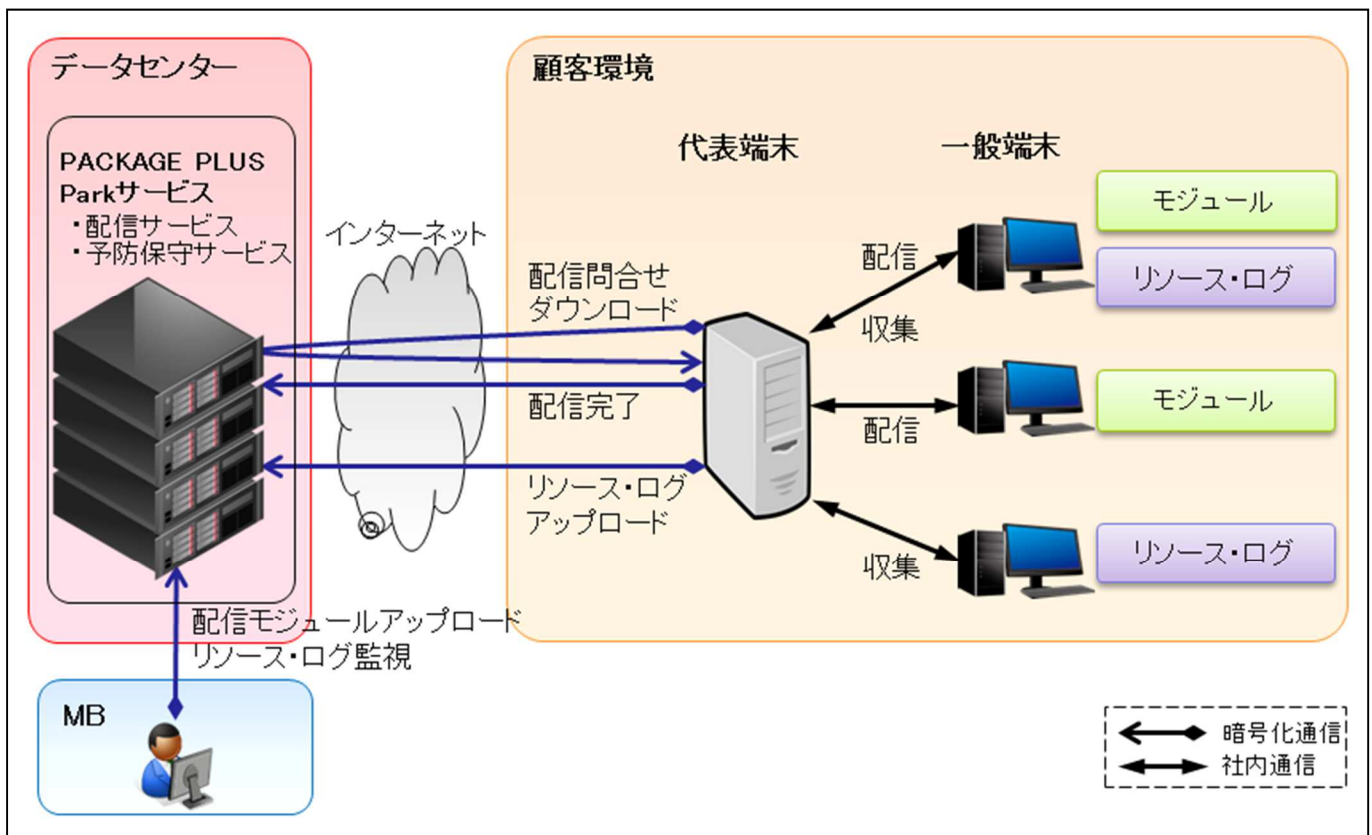 データセンター
PACKAGE PLUS
Parkサービス
・配信サービス
・予防保守サービス
インターネット
顧客環境
代表端末
一般端末
配信問合せ
ダウンロード
配信完了
リソース・ログ
アップロード
配信
収集
配信
収集
モジュール
リソース・ログ
モジュール
リソース・ログ
配信モジュールアップロード
リソース・ログ監視
MB
暗号化通信
社内通信